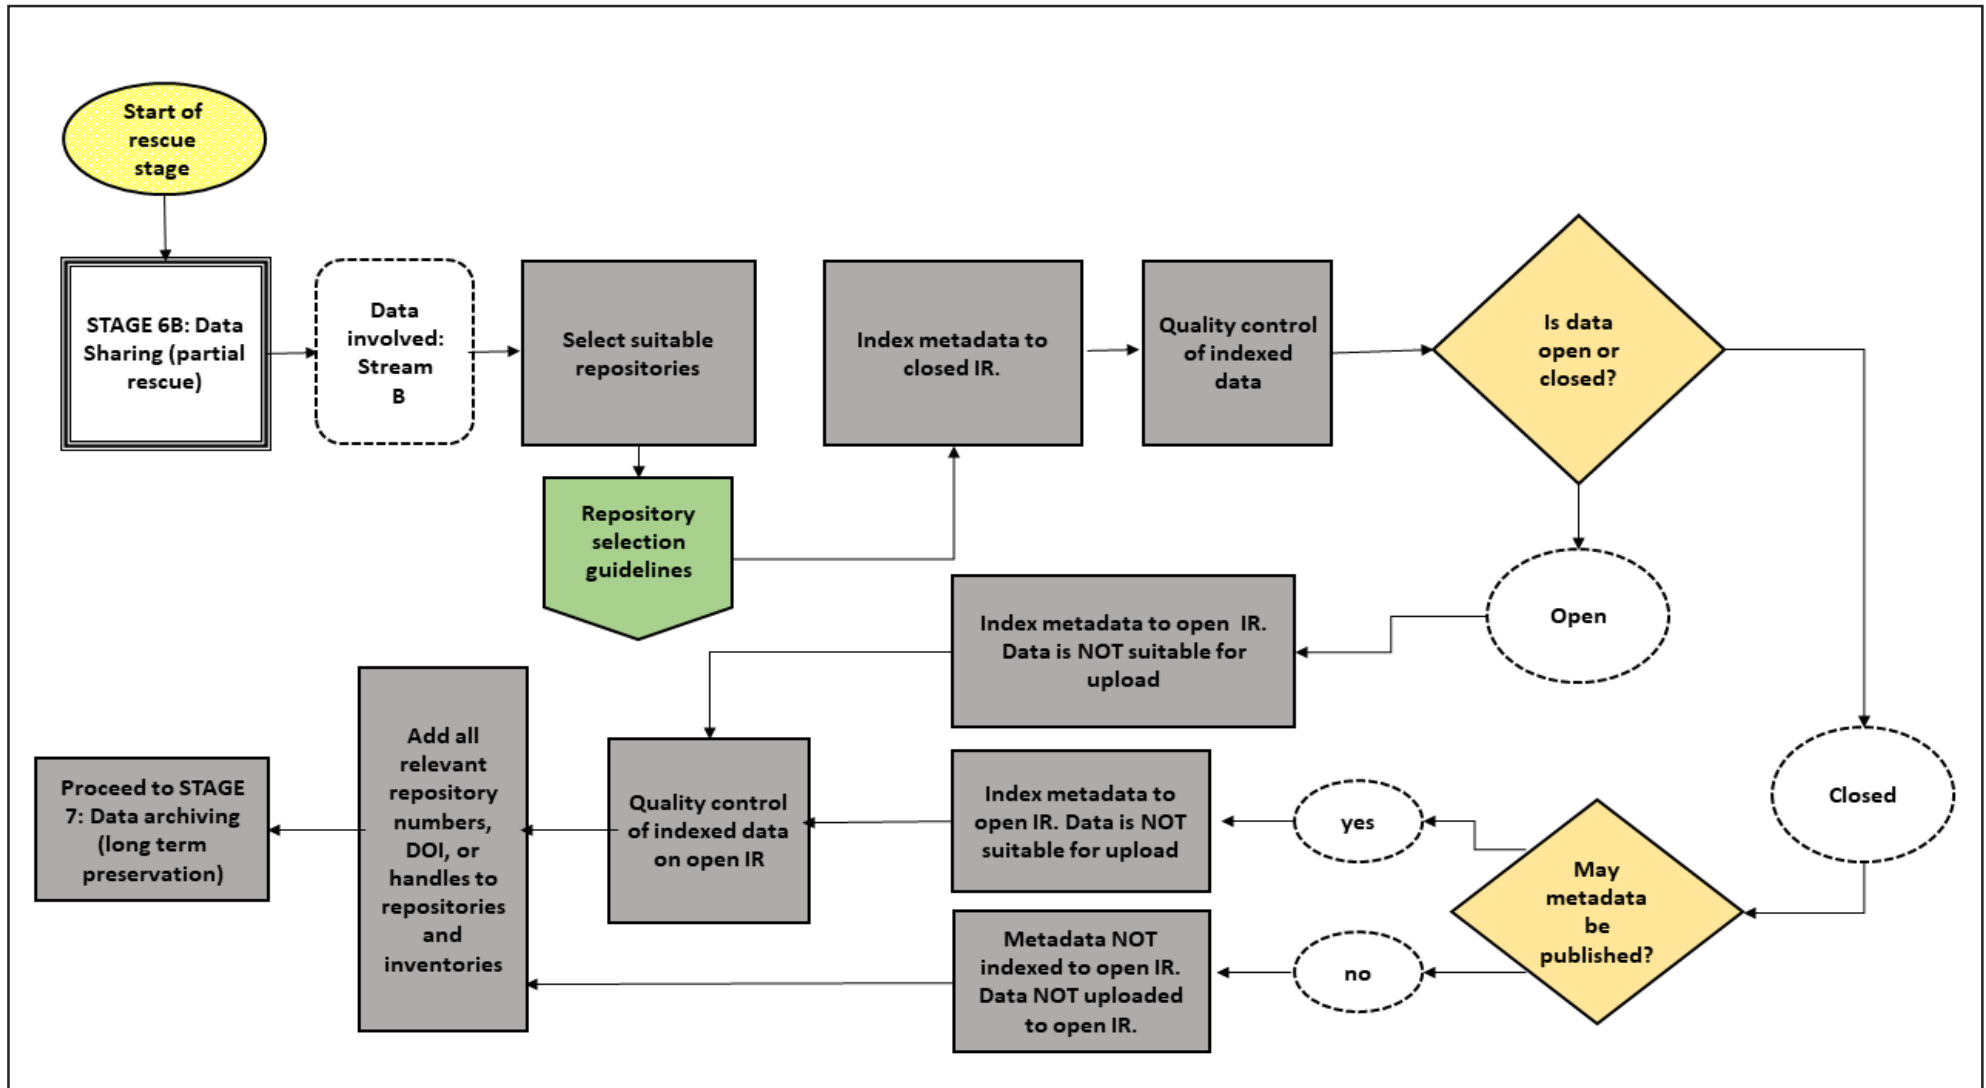 Start of
rescue
stage
STAGE 6B: Data
Sharing (partial
rescue)
Data
involved:
Stream
B
Select suitable
repositories
Repository
selection
guidelines
Index metadata to
closed IR.
Quality control
of indexed
data
Is data
open or
closed?
Open
Closed
Index metadata to open  IR.
Data is NOT suitable for
upload
May
metadata
be
published?
yes
no
Index metadata to
open IR. Data is NOT
suitable for upload
Metadata NOT
indexed to open IR.
Data NOT uploaded
to open IR.
Quality control
of indexed data
on open IR
Add all
relevant
repository
numbers,
DOI, or
handles to
repositories
and
inventories
Proceed to STAGE
7: Data archiving
(long term
preservation)